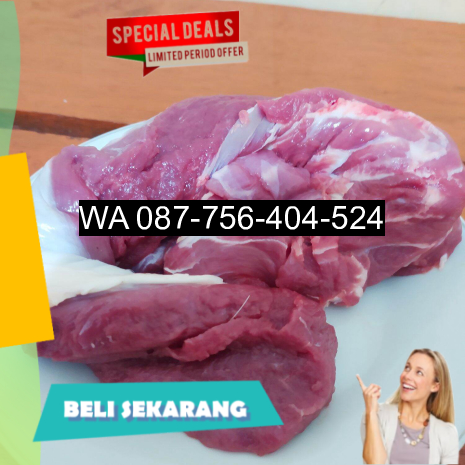 SPECIAL DEALS
LIMITED PERIOD OFFER
WA 087-756-404-524
BELI SEKARANG